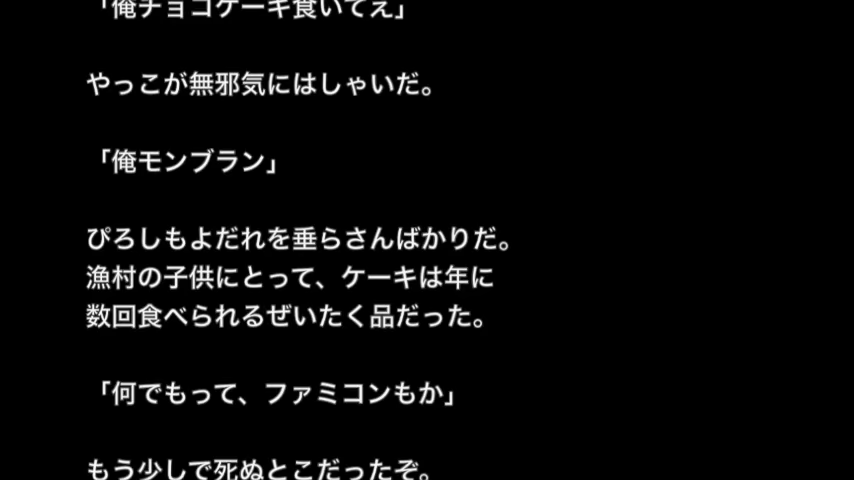 「俺チョコケーキ食いてえ」
やっこが無邪気にはしゃいだ。
「俺モンブラン」
ぴろしもよだれを垂らさんばかりだ。
漁村の子供にとって、ケーキは年に
数回食べられるぜいたく品だった。
「何でもって、ファミコンもか」
もう少しで死ぬとこだったぞ。